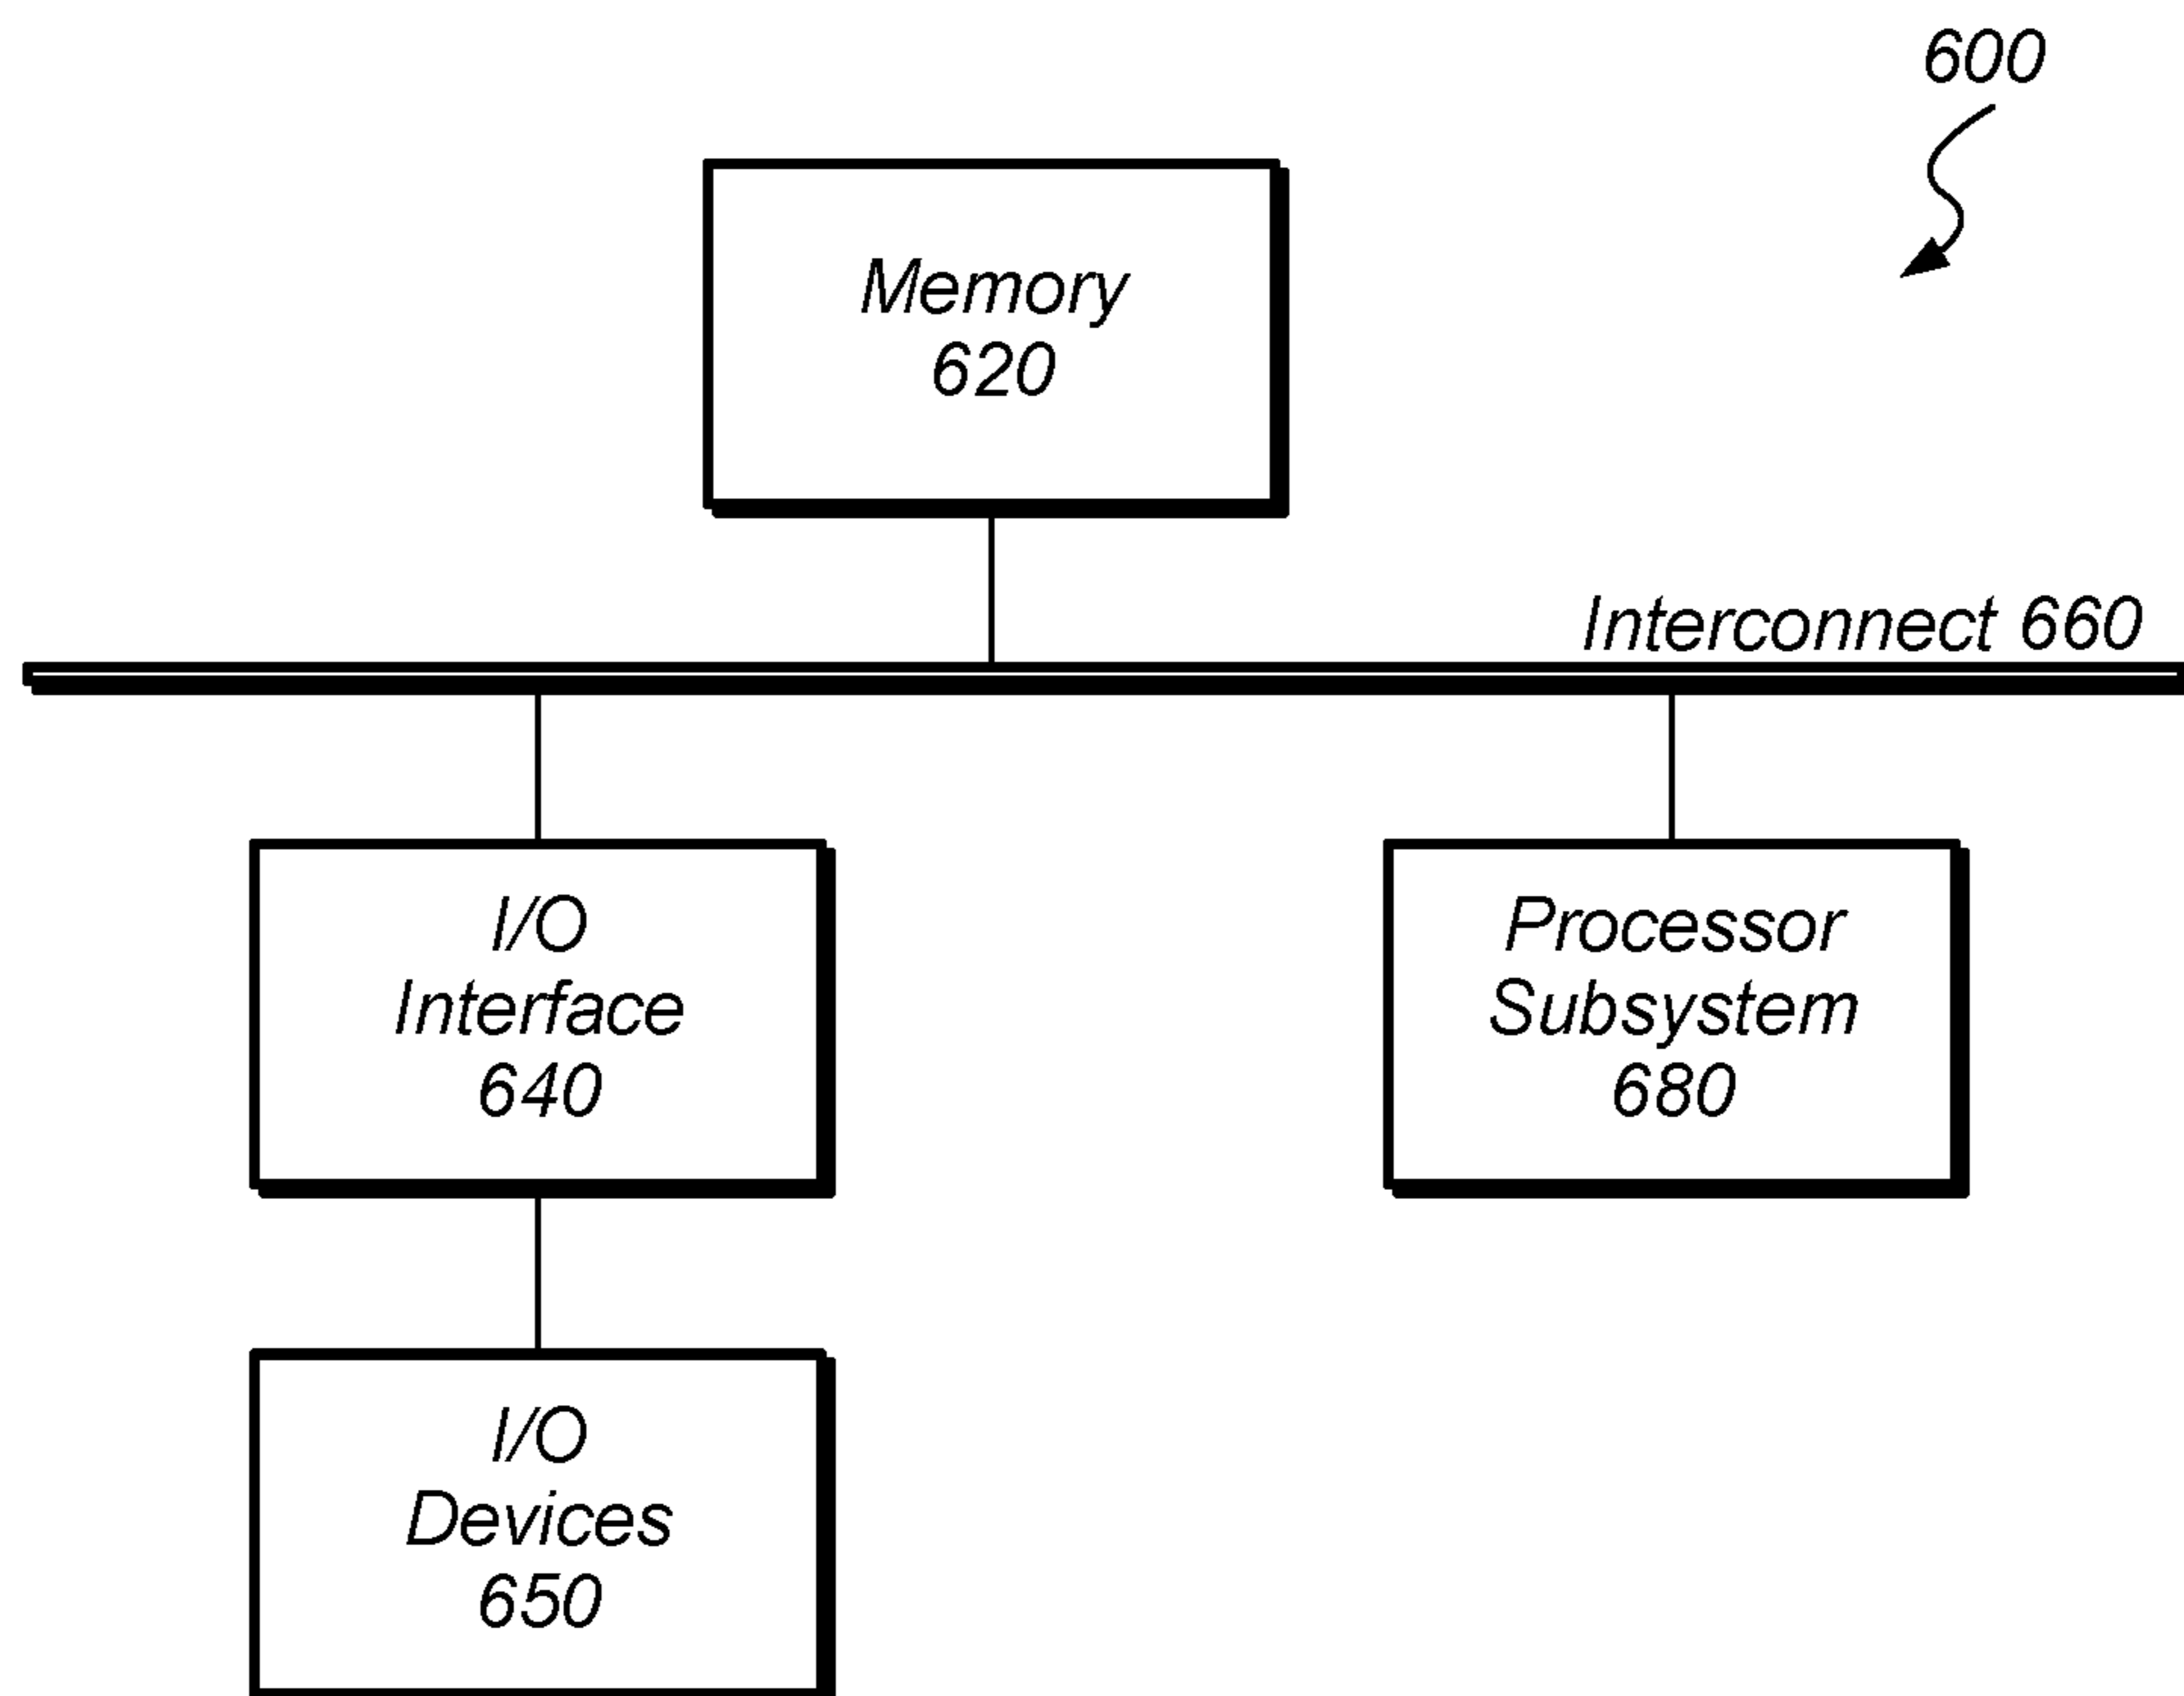 600
Memory
620
Interconnect 660
I/O
Interface
640
Processor
Subsystem
680
I/O
Devices
650